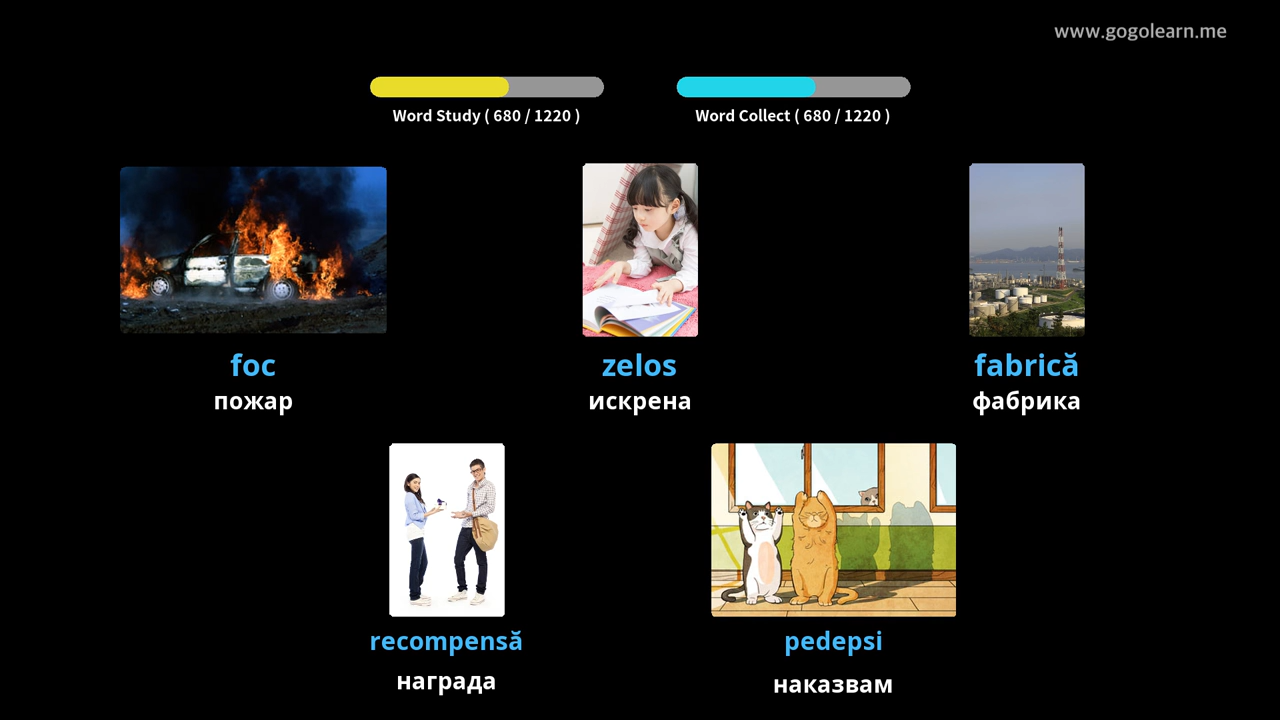 www.gogolearn.me
Word Study ( 680 / 1220 )
Word Collect ( 680 / 1220 )
foc
пожар
zelos
искрена
fabrică
фабрика
recompensă
награда
pedepsi
наказвам